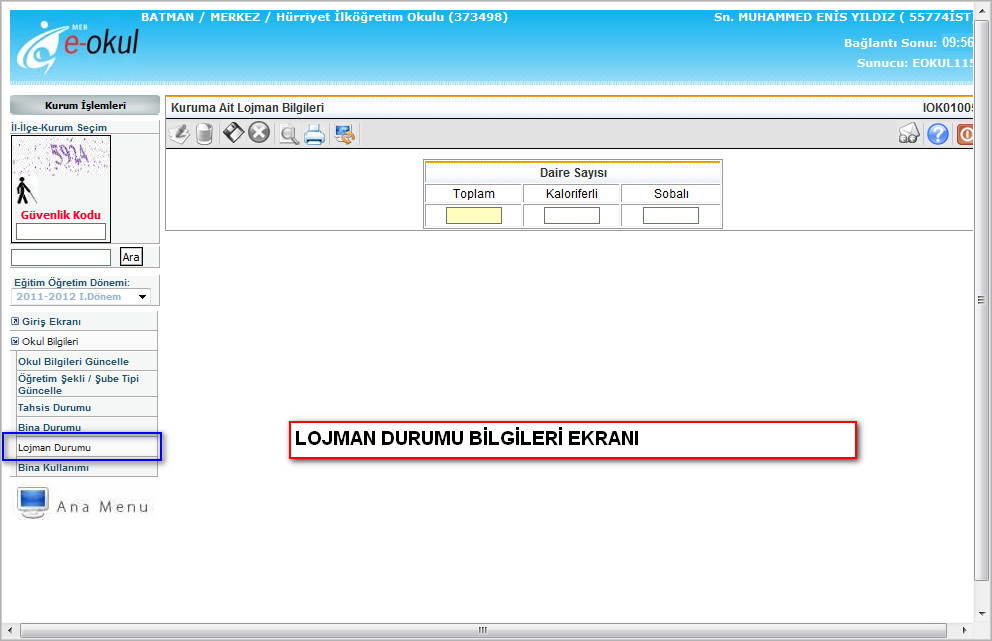 BATMAN / MERKEZ / Hürriyet İlköğretim Okulu (373498)
Sn. MUHAMMED ENİS YILDIZ ( 55774İST
MEB
e-okul
Bağlantı Sonu: 09:56
Sunucu: EOKUL115
Kurum İşlemleri
Kuruma Ait Lojman Bilgileri
IOK01005
İl-İlçe-Kurum Seçim
5924
Güvenlik Kodu
Ara
Daire Sayısı
Toplam Kaloriferli Sobalı
Eğitim Öğretim Dönemi:
2011-2012 I.Dönem
Giriş Ekranı
Okul Bilgileri
Okul Bilgileri Güncelle
Öğretim Şekli / Şube Tipi
Güncelle
Tahsis Durumu
Bina Durumu
Lojman Durumu
Bina Kullanımı
LOJMAN DURUMU BİLGİLERİ EKRANI
Ana Menu